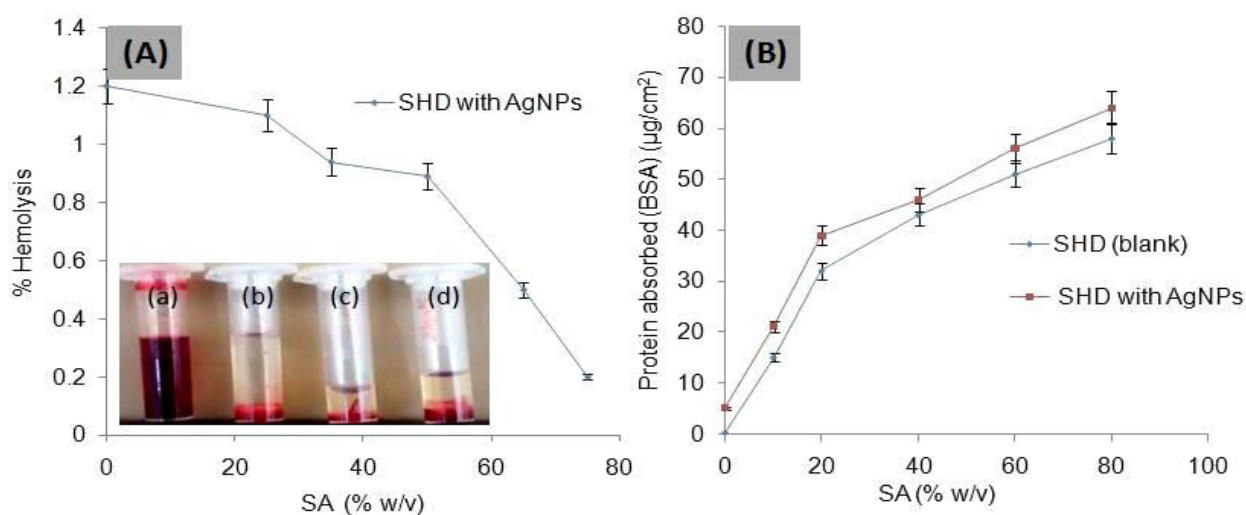 (A)
1.4
1.2
1
0.8
0.6
0.4
0.2
0
% Hemolysis
SHD with AgNPs
(a) (b) (c) (d)
0 20 40 60 80
SA (% w/v)
(B)
80
70
60
50
40
30
20
10
0
Protein absorbed (BSA) (µg/cm²)
SHD (blank)
SHD with AgNPs
0 20 40 60 80 100
SA (% w/v)